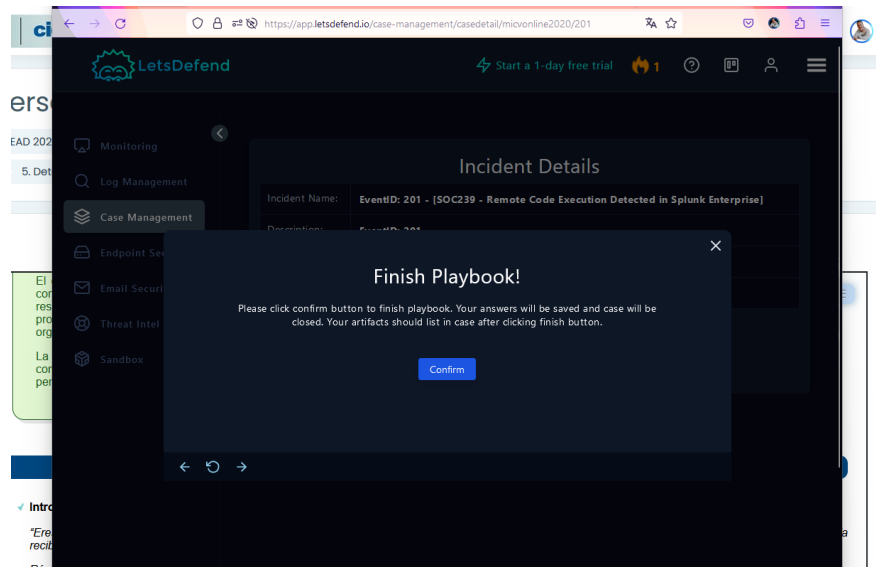 https://app.letsdefend.io/case-management/casedetail/micvonline2020/201
LetsDefend
Start a 1-day free trial
1
EAD 202
5. Det
Monitoring
Log Management
Case Management
Endpoint Se
Email Securi
Threat Intel
Sandbox
Incident Details
Incident Name:
EventID: 201 - [SOC239 - Remote Code Execution Detected in Splunk Enterprise]
Description:
EventID: 201
Finish Playbook!
Please click confirm button to finish playbook. Your answers will be saved and case will be
closed. Your artifacts should list in case after clicking finish button.
Confirm
El
con
res
pro
org
La
con
per
Intro
"Ere
recib
a